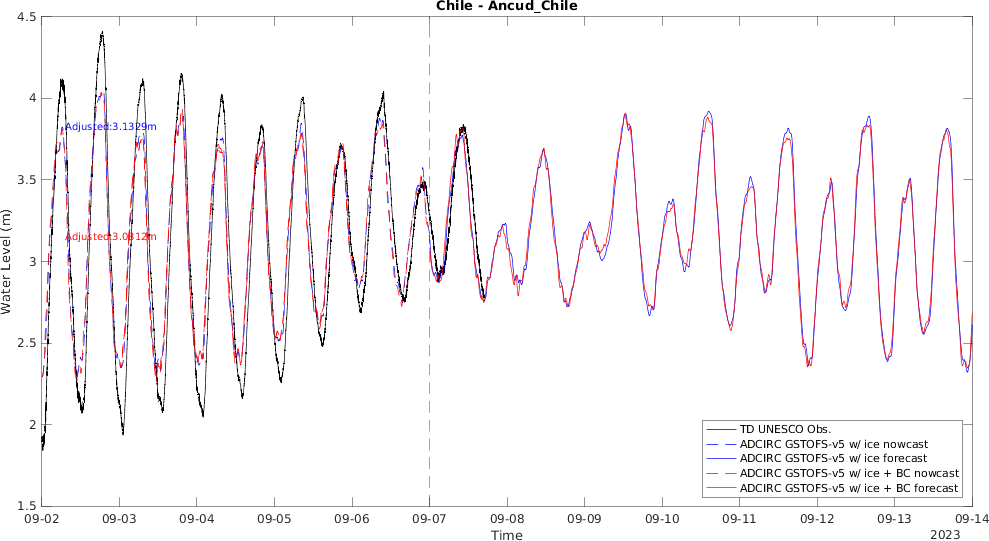 Chile - Ancud_Chile
4.5
4
3.5
3
2.5
2
1.5
Water Level (m)
Adjusted:3.1329m
Adjusted:3.0312m
TD UNESCO Obs.
ADCIRC GSTOFS-v5 w/ ice nowcast
ADCIRC GSTOFS-v5 w/ ice forecast
ADCIRC GSTOFS-v5 w/ ice + BC nowcast
ADCIRC GSTOFS-v5 w/ ice + BC forecast
09-02 09-03 09-04 09-05 09-06 09-07 09-08 09-09 09-10 09-11 09-12 09-13 09-14
Time
2023